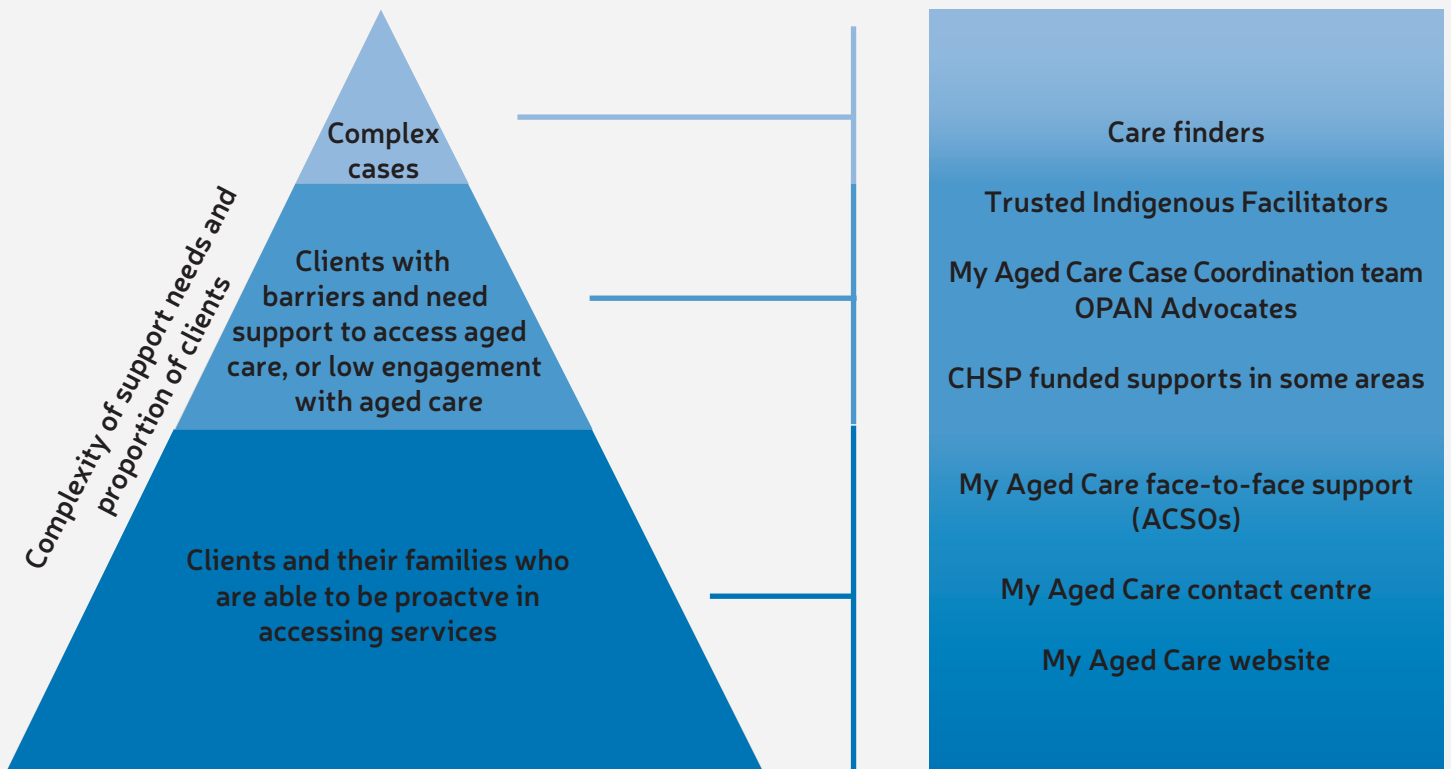 Complexity of support needs and
proportion of clients
Complex
cases
Clients with
barriers and need
support to access aged
care, or low engagement
with aged care
Clients and their families who
are able to be proactve in
accessing services
Care finders
Trusted Indigenous Facilitators
My Aged Care Case Coordination team
OPAN Advocates
CHSP funded supports in some areas
My Aged Care face-to-face support
(ACSOs)
My Aged Care contact centre
My Aged Care website